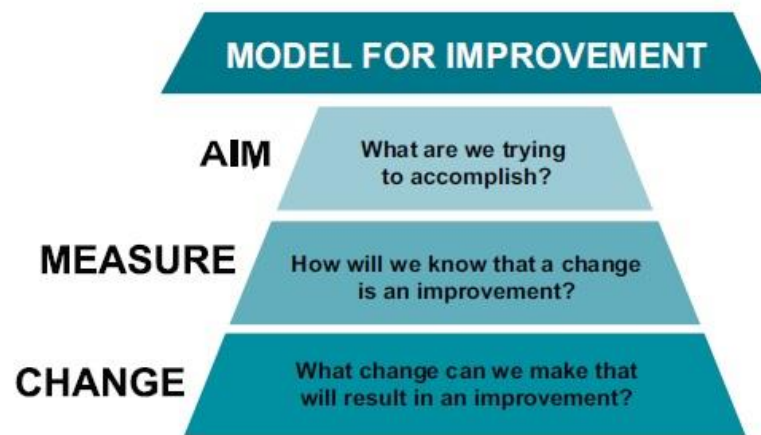 MODEL FOR IMPROVEMENT
AIM
What are we trying
to accomplish?
MEASURE
How will we know that a change
is an improvement?
CHANGE
What change can we make that
will result in an improvement?